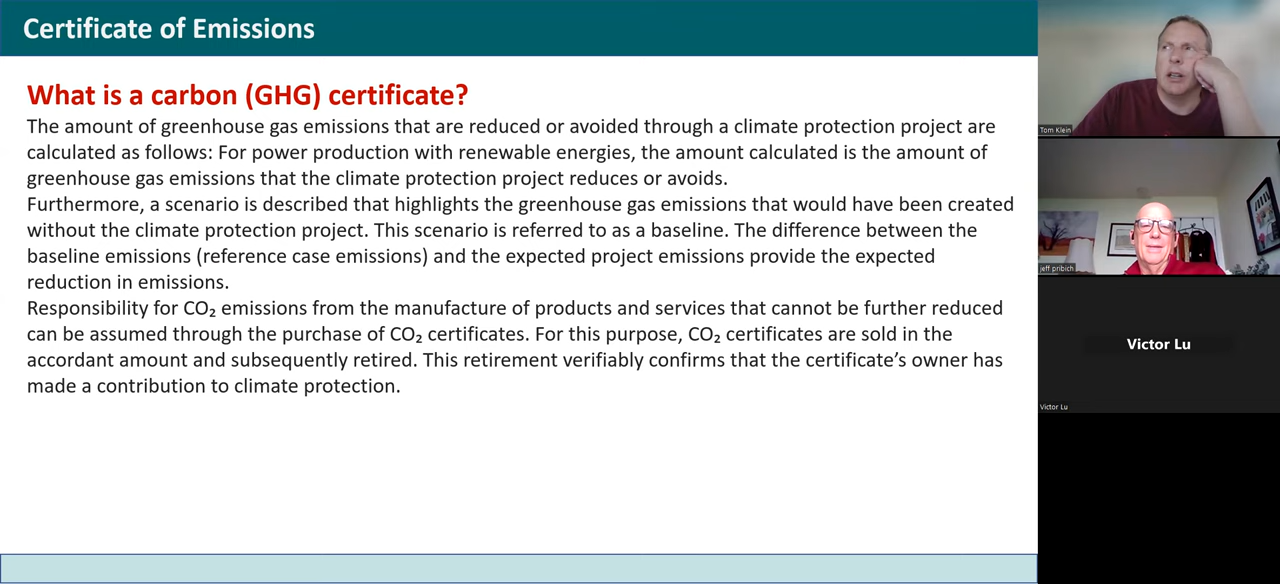 Certificate of Emissions
What is a carbon (GHG) certificate?
The amount of greenhouse gas emissions that are reduced or avoided through a climate protection project are
calculated as follows: For power production with renewable energies, the amount calculated is the amount of
greenhouse gas emissions that the climate protection project reduces or avoids.
Furthermore, a scenario is described that highlights the greenhouse gas emissions that would have been created
without the climate protection project. This scenario is referred to as a baseline. The difference between the
baseline emissions (reference case emissions) and the expected project emissions provide the expected
reduction in emissions.
Responsibility for CO₂ emissions from the manufacture of products and services that cannot be further reduced
can be assumed through the purchase of CO₂ certificates. For this purpose, CO₂ certificates are sold in the
accordant amount and subsequently retired. This retirement verifiably confirms that the certificate’s owner has
made a contribution to climate protection.
Tom Klein
jeff pribich
Victor Lu
Victor Lu